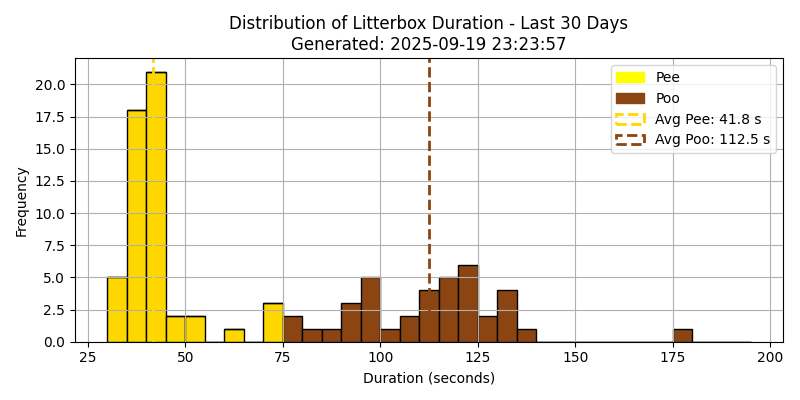 Distribution of Litterbox Duration - Last 30 Days
Generated: 2025-09-19 23:23:57
Pee
Poo
Avg Pee: 41.8 s
Avg Poo: 112.5 s
Frequency
20.0
17.5
15.0
12.5
10.0
7.5
5.0
2.5
0.0
25 50 75 100 125 150 175 200
Duration (seconds)